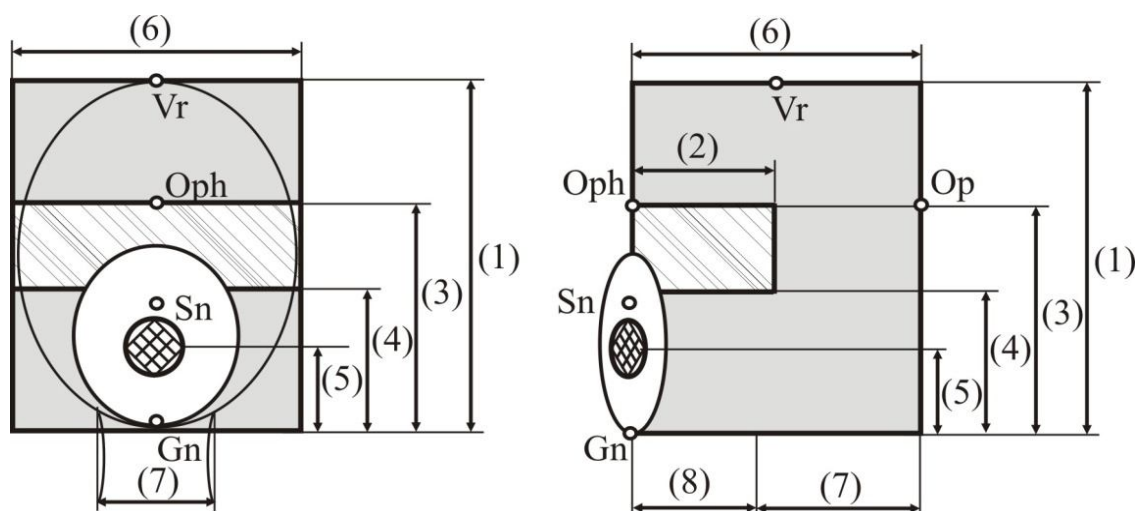 (6)
Vr
Oph
(1)
(3)
Sn
(4)
(5)
Gn
(7)
(6)
Vr
(2)
Oph
Op
(1)
(3)
Sn
(4)
(5)
Gn
(8)
(7)